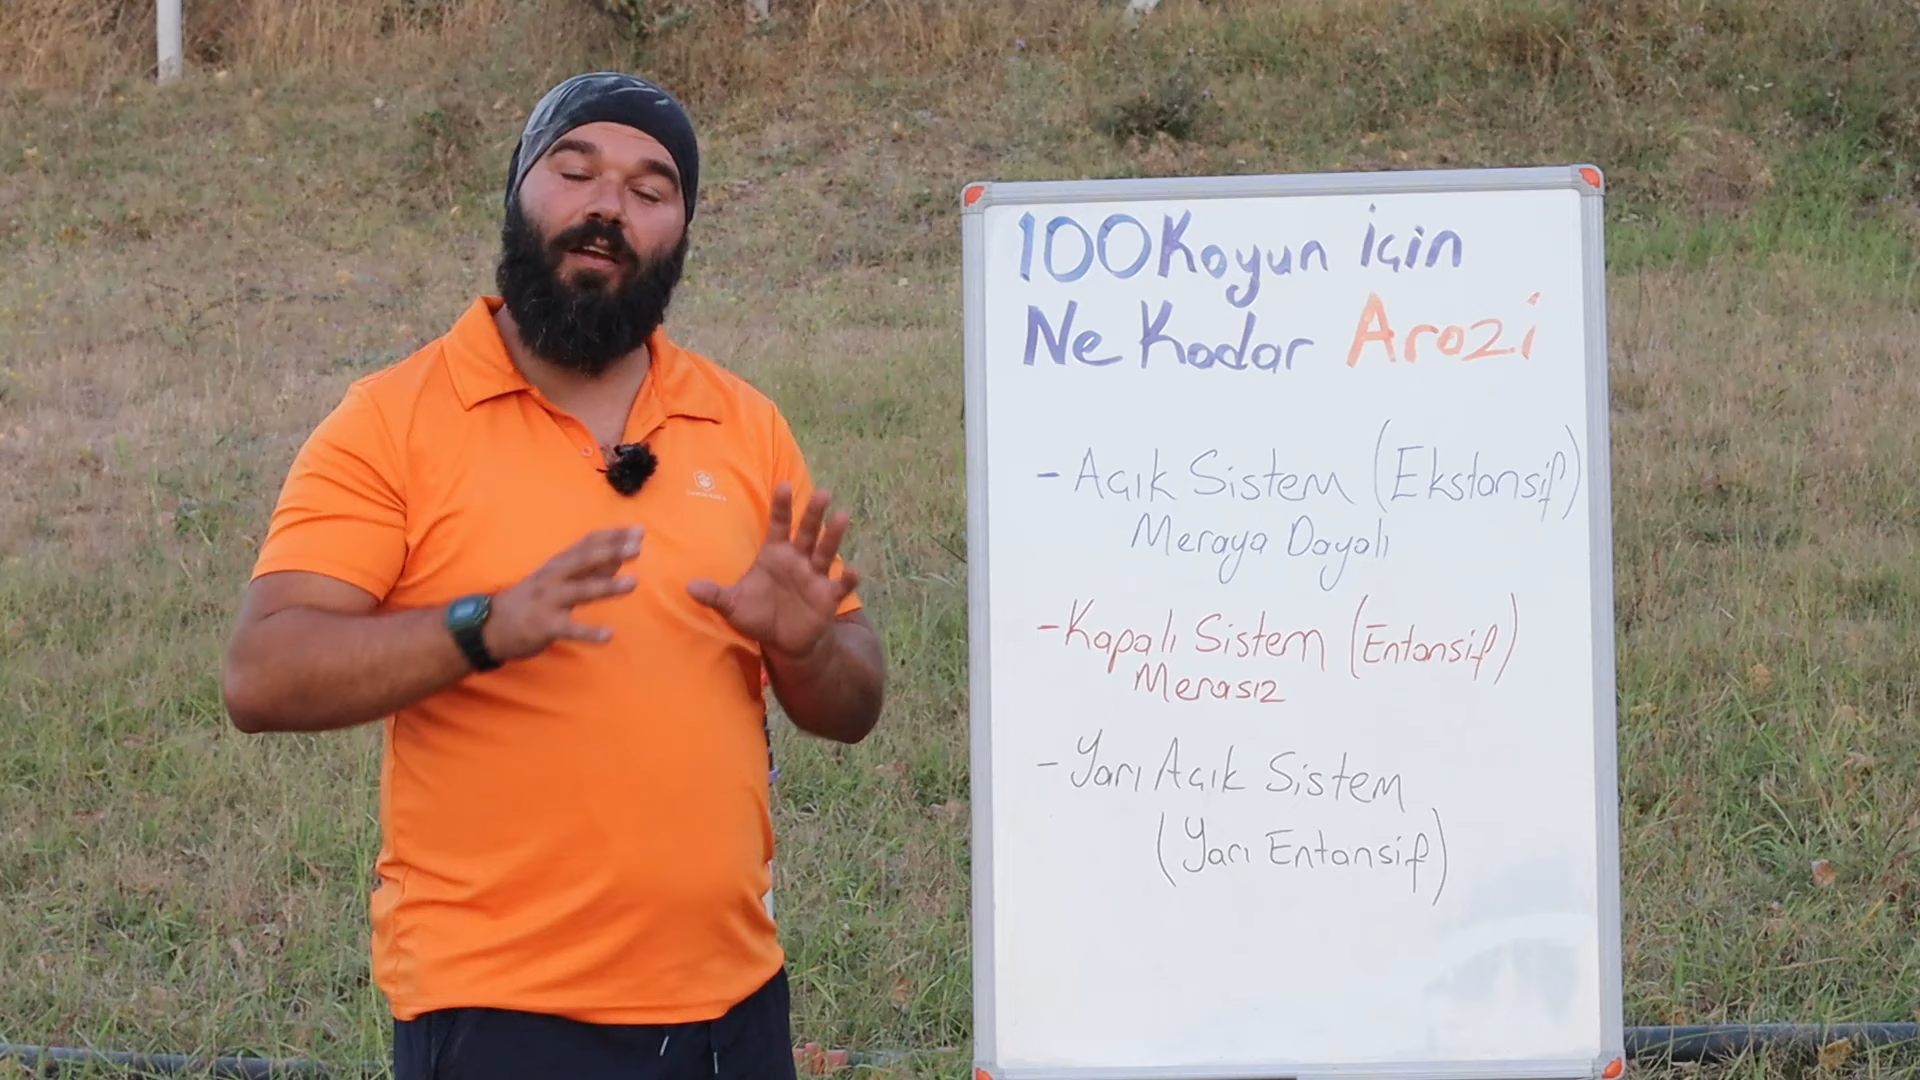 100 Koyun için
Ne Kadar Arazi
- Açık Sistem (Ekstansif)
Meraya Dayalı
- Kapalı Sistem (Entansif)
Merasız
- Yarı Açık Sistem
(Yarı Entansif)